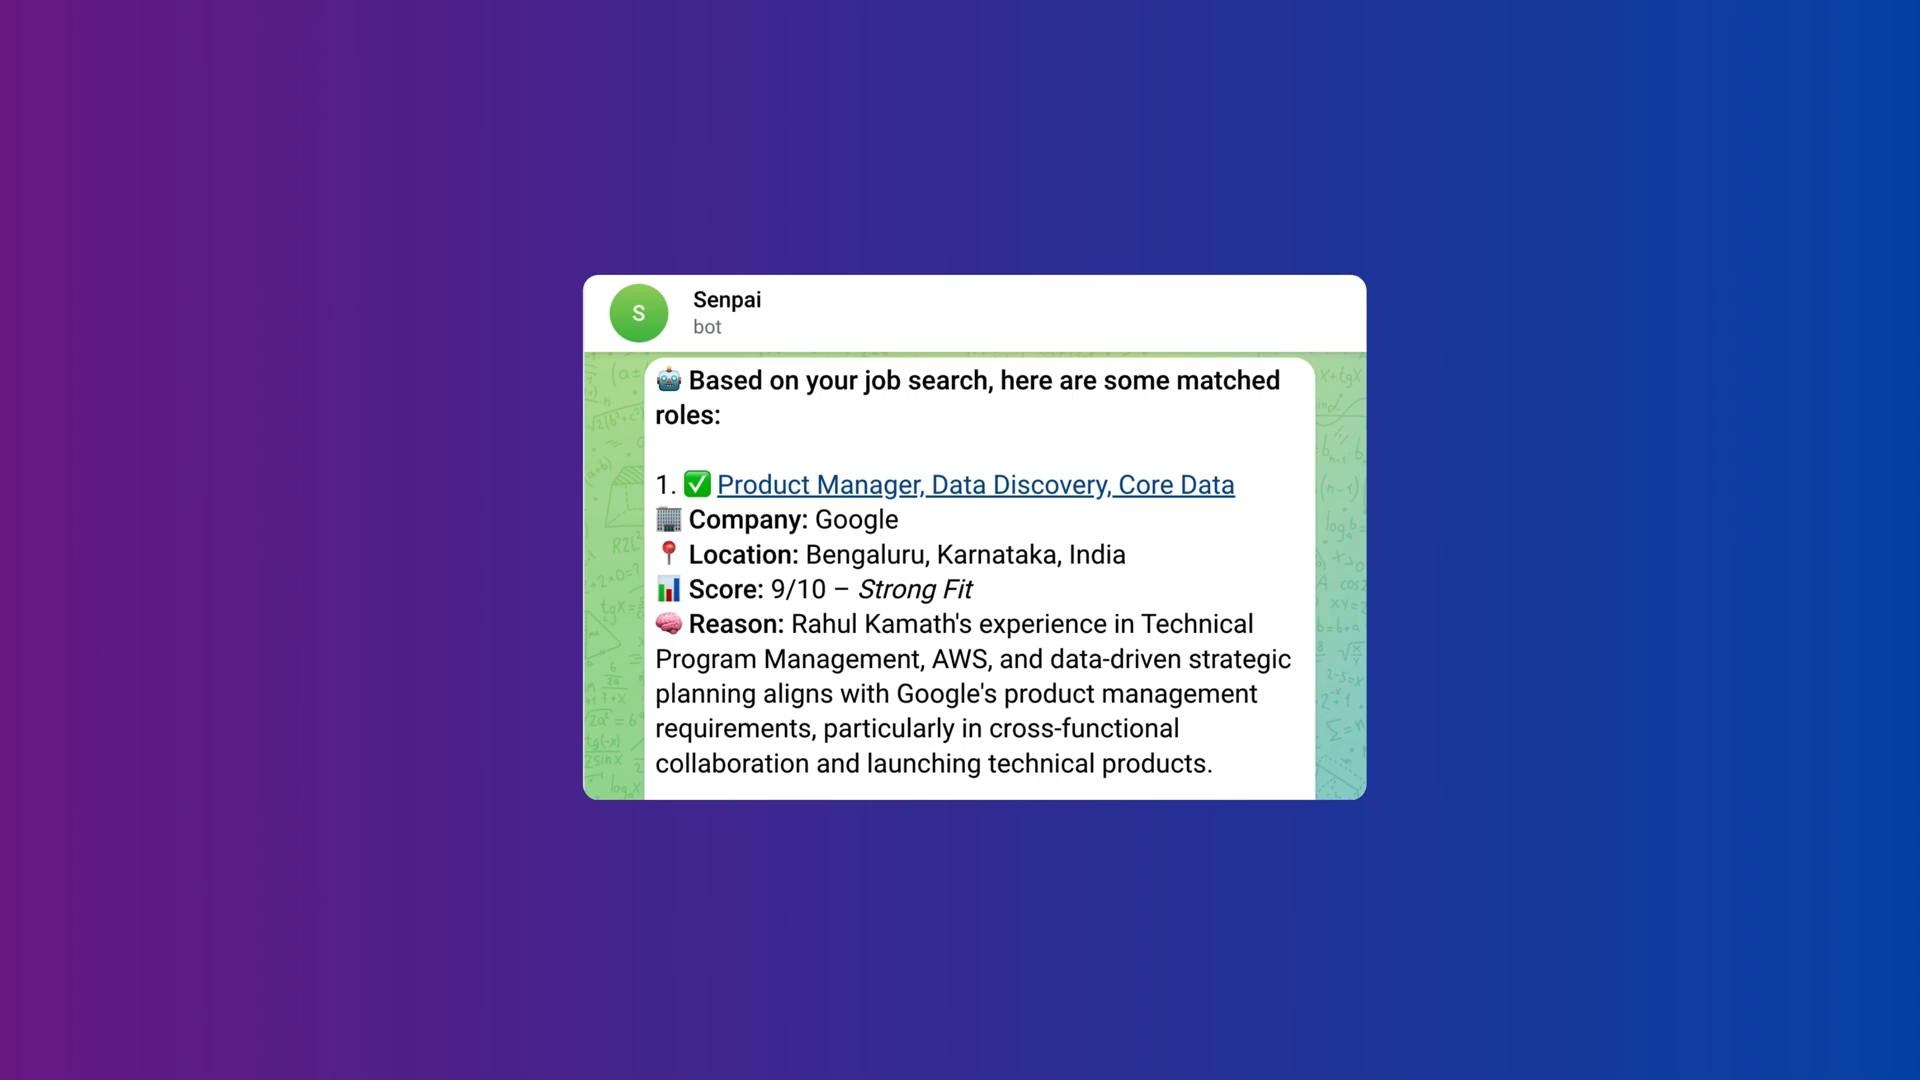 S
Senpai
bot
🤖 Based on your job search, here are some matched
roles:
1. ✅ Product Manager, Data Discovery, Core Data
🏢 Company: Google
📍 Location: Bengaluru, Karnataka, India
📊 Score: 9/10 – Strong Fit
🧠 Reason: Rahul Kamath's experience in Technical
Program Management, AWS, and data-driven strategic
planning aligns with Google's product management
requirements, particularly in cross-functional
collaboration and launching technical products.